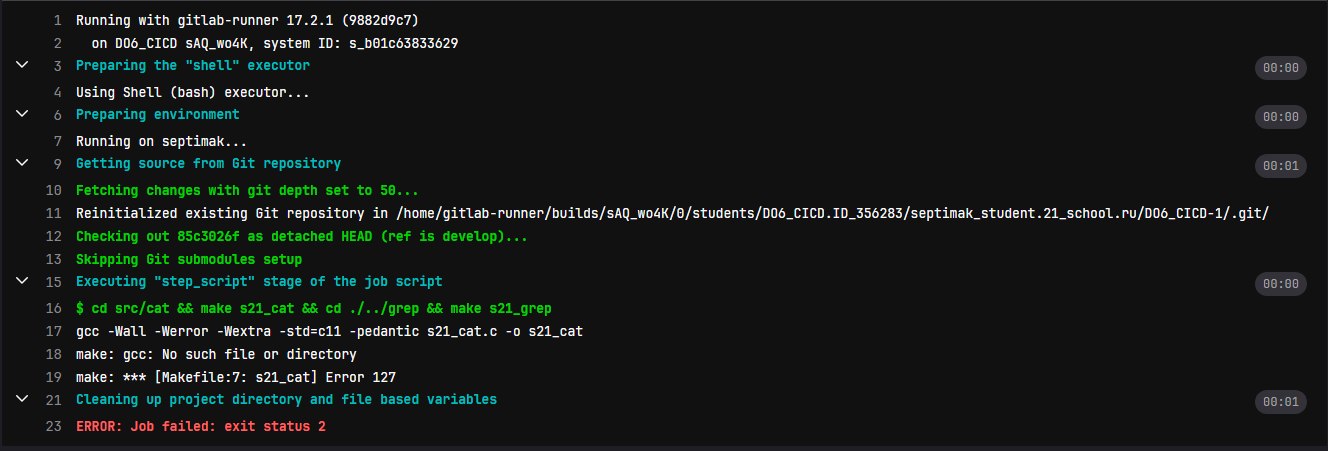 1 Running with gitlab-runner 17.2.1 (9882d9c7)
2 on DO6_CICD sAQ_wo4K, system ID: s_b01c63833629
3 Preparing the "shell" executor 00:00
4 Using Shell (bash) executor...
6 Preparing environment 00:00
7 Running on septimak...
9 Getting source from Git repository 00:01
10 Fetching changes with git depth set to 50...
11 Reinitialized existing Git repository in /home/gitlab-runner/builds/sAQ_wo4K/0/students/DO6_CICD.ID_356283/septimak_student.21_school.ru/DO6_CICD-1/.git/
12 Checking out 85c3026f as detached HEAD (ref is develop)...
13 Skipping Git submodules setup
15 Executing "step_script" stage of the job script 00:00
16 $ cd src/cat && make s21_cat && cd ./../grep && make s21_grep
17 gcc -Wall -Werror -Wextra -std=c11 -pedantic s21_cat.c -o s21_cat
18 make: gcc: No such file or directory
19 make: *** [Makefile:7: s21_cat] Error 127
21 Cleaning up project directory and file based variables 00:01
23 ERROR: Job failed: exit status 2